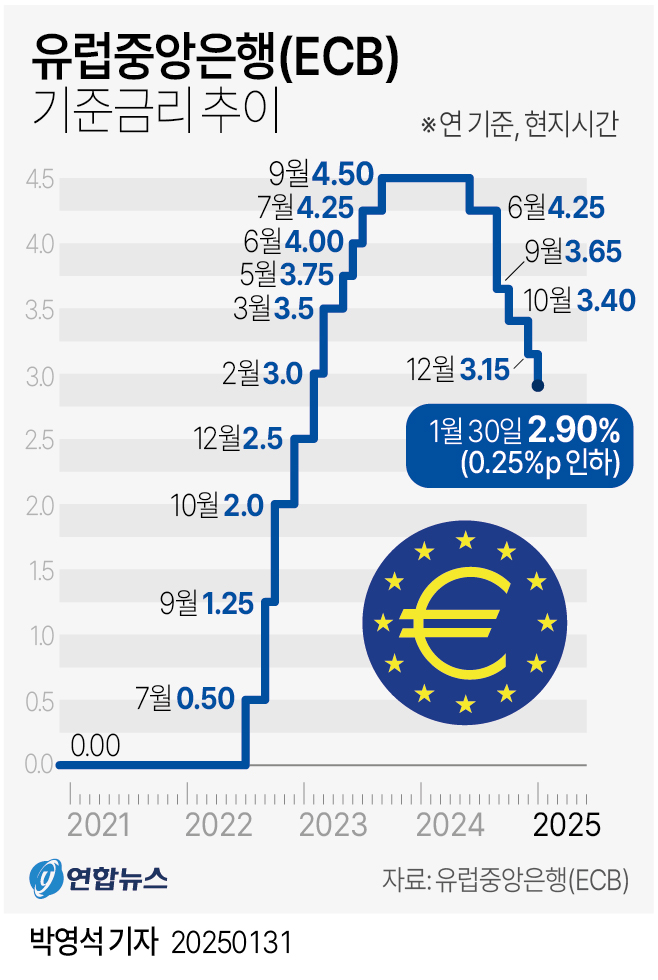 유럽중앙은행(ECB)
기준금리 추이
※연 기준, 현지시간
4.5
4.0
3.5
3.0
2.5
2.0
1.5
1.0
0.5
0.0
0.00
7월 0.50
9월 1.25
10월 2.0
12월 2.5
2월 3.0
3월 3.5
5월 3.75
6월 4.00
7월 4.25
9월 4.50
6월 4.25
9월 3.65
10월 3.40
12월 3.15
1월 30일 2.90%
(0.25%p 인하)
2021 2022 2023 2024 2025
연합뉴스
자료: 유럽중앙은행(ECB)
박영석 기자 20250131